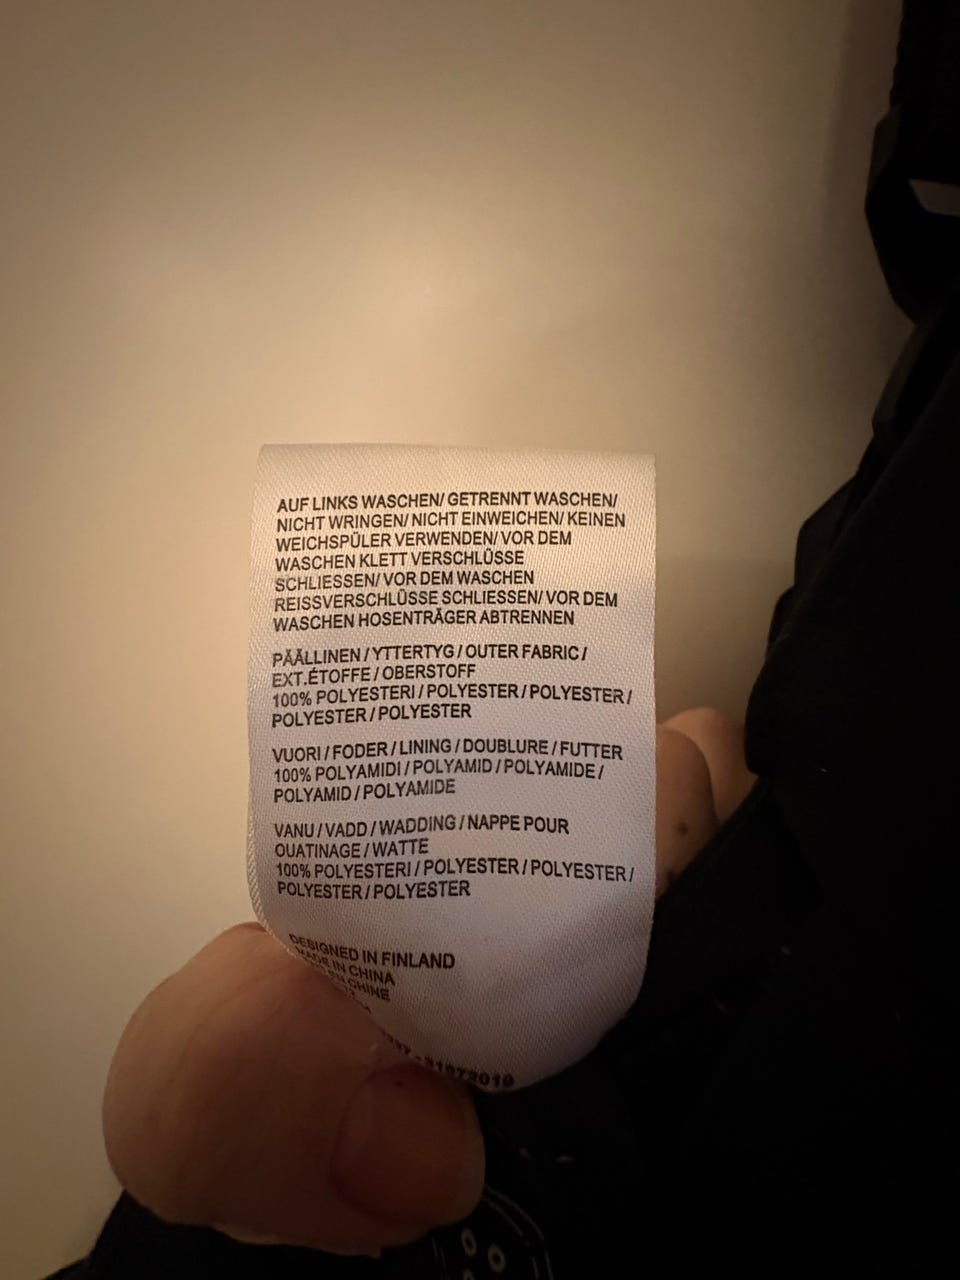 AUF LINKS WASCHEN/ GETRENNT WASCHEN/
NICHT WRINGEN/ NICHT EINWEICHEN/ KEINEN
WEICHSPÜLER VERWENDEN/ VOR DEM
WASCHEN KLETT VERSCHLÜSSE
SCHLIESSEN/ VOR DEM WASCHEN
REISSVERSCHLÜSSE SCHLIESSEN/ VOR DEM
WASCHEN HOSENTRÄGER ABTRENNEN
PÄÄLLINEN / YTTERTYG / OUTER FABRIC /
EXT.ÉTOFFE / OBERSTOFF
100% POLYESTERI / POLYESTER / POLYESTER /
POLYESTER / POLYESTER
VUORI / FODER / LINING / DOUBLURE / FUTTER
100% POLYAMIDI / POLYAMID / POLYAMIDE /
POLYAMID / POLYAMIDE
VANU / VADD / WADDING / NAPPE POUR
OUATINAGE / WATTE
100% POLYESTERI / POLYESTER / POLYESTER /
POLYESTER / POLYESTER
DESIGNED IN FINLAND
MADE IN CHINA
EN CHINE